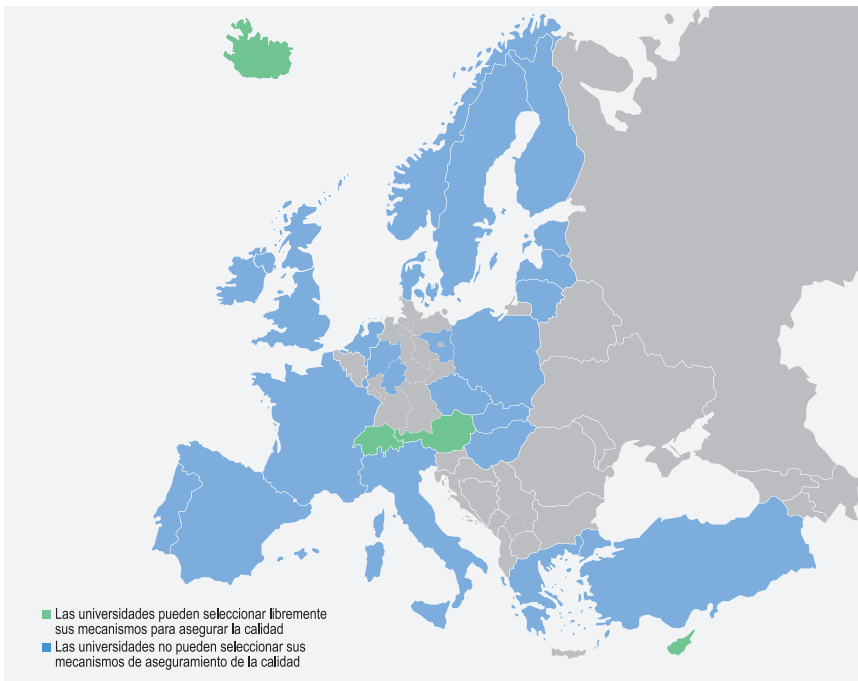 Las universidades pueden seleccionar libremente
sus mecanismos para asegurar la calidad
Las universidades no pueden seleccionar sus
mecanismos de aseguramiento de la calidad